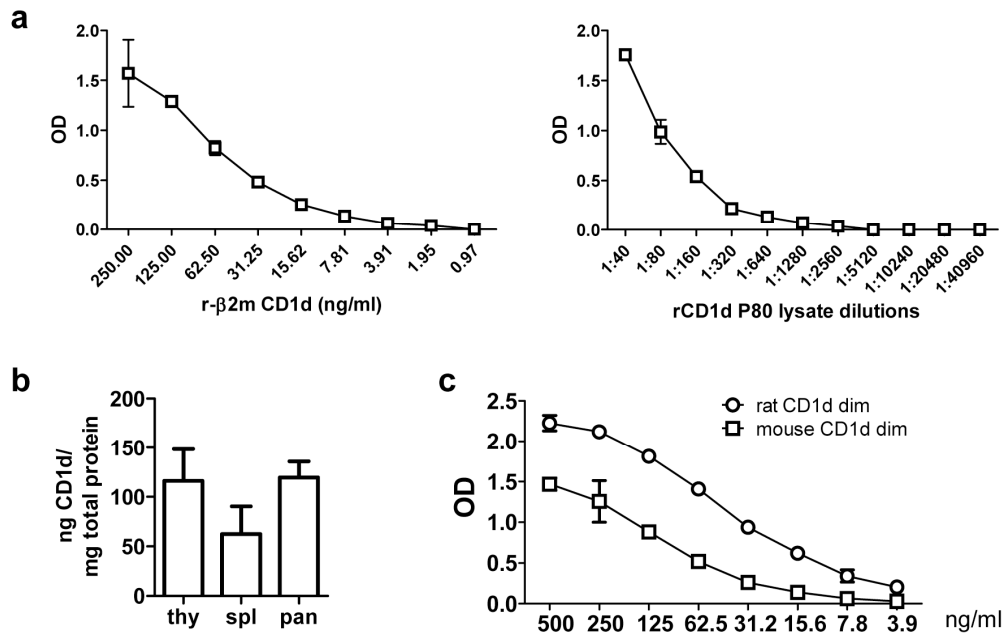 a
2.0
1.5
1.0
0.5
0.0
OD
250.00
125.00
62.50
31.25
15.62
7.81
3.91
1.95
0.97
r-β2m CD1d (ng/ml)
2.0
1.5
1.0
0.5
0.0
OD
1:40
1:80
1:160
1:320
1:640
1:1280
1:2560
1:5120
1:10240
1:20480
1:40960
rCD1d P80 lysate dilutions
b
200
150
100
50
0
ng CD1d/
mg total protein
thy spl pan
c
2.5
2.0
1.5
1.0
0.5
0.0
OD
rat CD1d dim
mouse CD1d dim
500 250 125 62.5 31.2 15.6 7.8 3.9 ng/ml